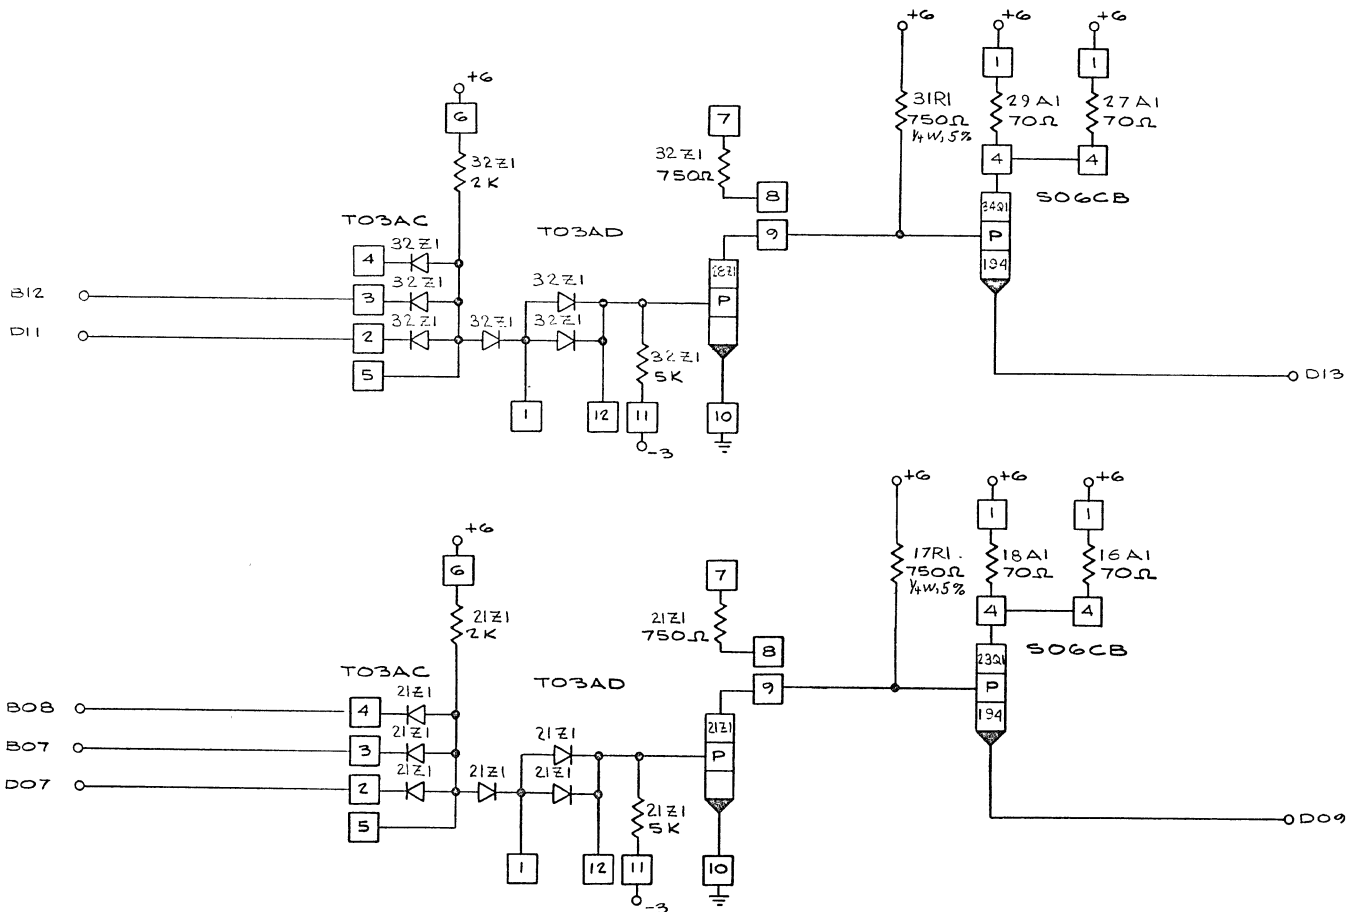 +6 +6 +6
1 1
+6
6
31R1
750Ω
¼W, 5%
29A1
70Ω
27A1
70Ω
7
32Z1
750Ω
32Z1
2K
8
4 4
S06CB
T03AC
T03AD
9
34Q1
P
194
4 32Z1
28Z1
P
B12
3 32Z1
32Z1
D11
2 32Z1
32Z1
32Z1
32Z1
5K
5
D13
1 12 11 10
-3
+6 +6 +6
1 1
+6
6
17R1.
750Ω
¼W, 5%
18A1
70Ω
16A1
70Ω
7
21Z1
750Ω
21Z1
2K
8
4 4
S06CB
T03AC
T03AD
9
23Q1
P
194
B08
4 21Z1
21Z1
P
B07
3 21Z1
21Z1
D07
2 21Z1
21Z1
21Z1
21Z1
5K
5
D09
1 12 11 10
-3